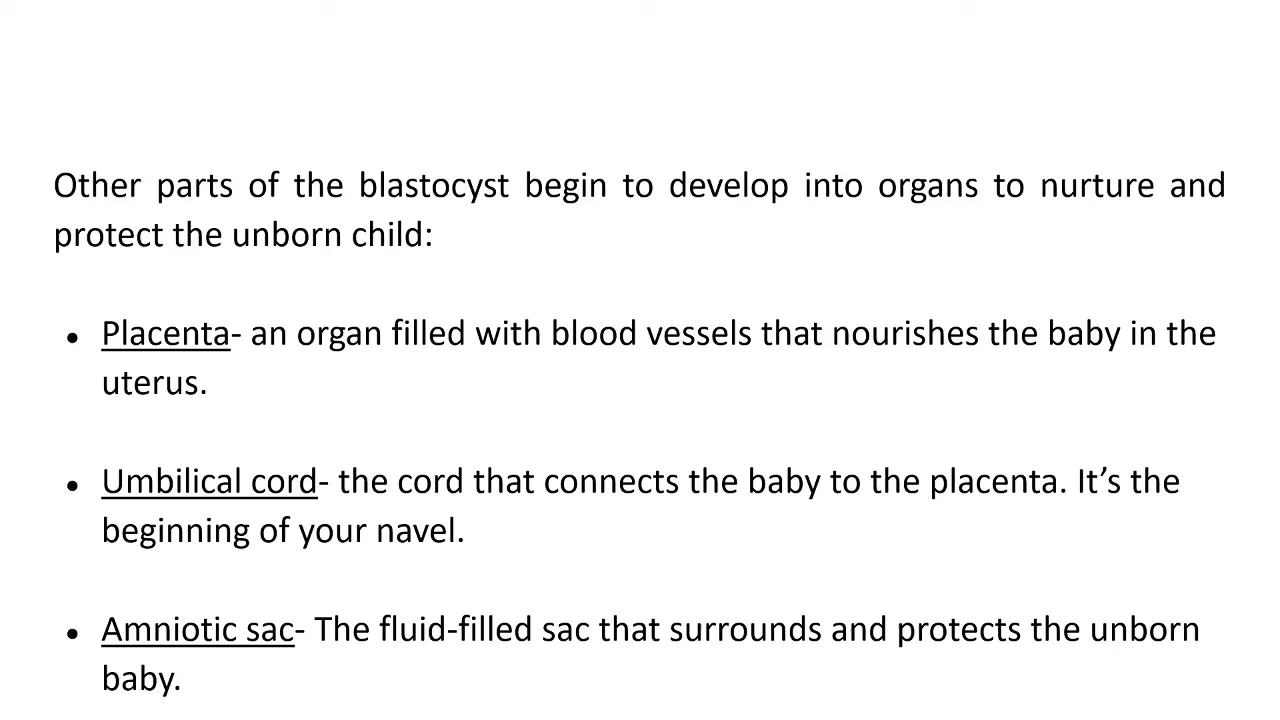 Other parts of the blastocyst begin to develop into organs to nurture and
protect the unborn child:
• Placenta- an organ filled with blood vessels that nourishes the baby in the
uterus.
• Umbilical cord- the cord that connects the baby to the placenta. It’s the
beginning of your navel.
• Amniotic sac- The fluid-filled sac that surrounds and protects the unborn
baby.